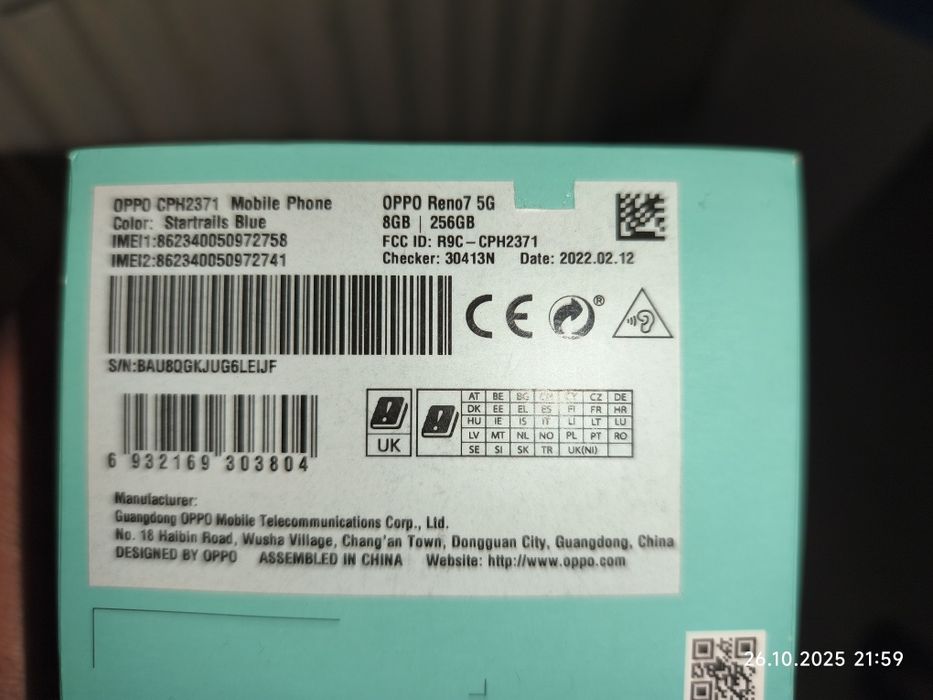 OPPO CPH2371 Mobile Phone
Color: Startrails Blue
IMEI1:862340050972758
IMEI2:862340050972741
OPPO Reno7 5G
8GB | 256GB
FCC ID: R9C-CPH2371
Checker: 30413N Date: 2022.02.12
CE ®
S/N:BAU8QGKJUG6LEIJF
UK
AT BE BG CY CZ DE
DK EE EL ES FI FR HR
HU IE IS IT LI LT LU
LV MT NL NO PL PT RO
SE SI SK TR UK(NI)
6 932169 303804
Manufacturer:
Guangdong OPPO Mobile Telecommunications Corp., Ltd.
No. 18 Haibin Road, Wusha Village, Chang'an Town, Dongguan City, Guangdong, China
DESIGNED BY OPPO ASSEMBLED IN CHINA Website: http://www.oppo.com
26.10.2025 21:59